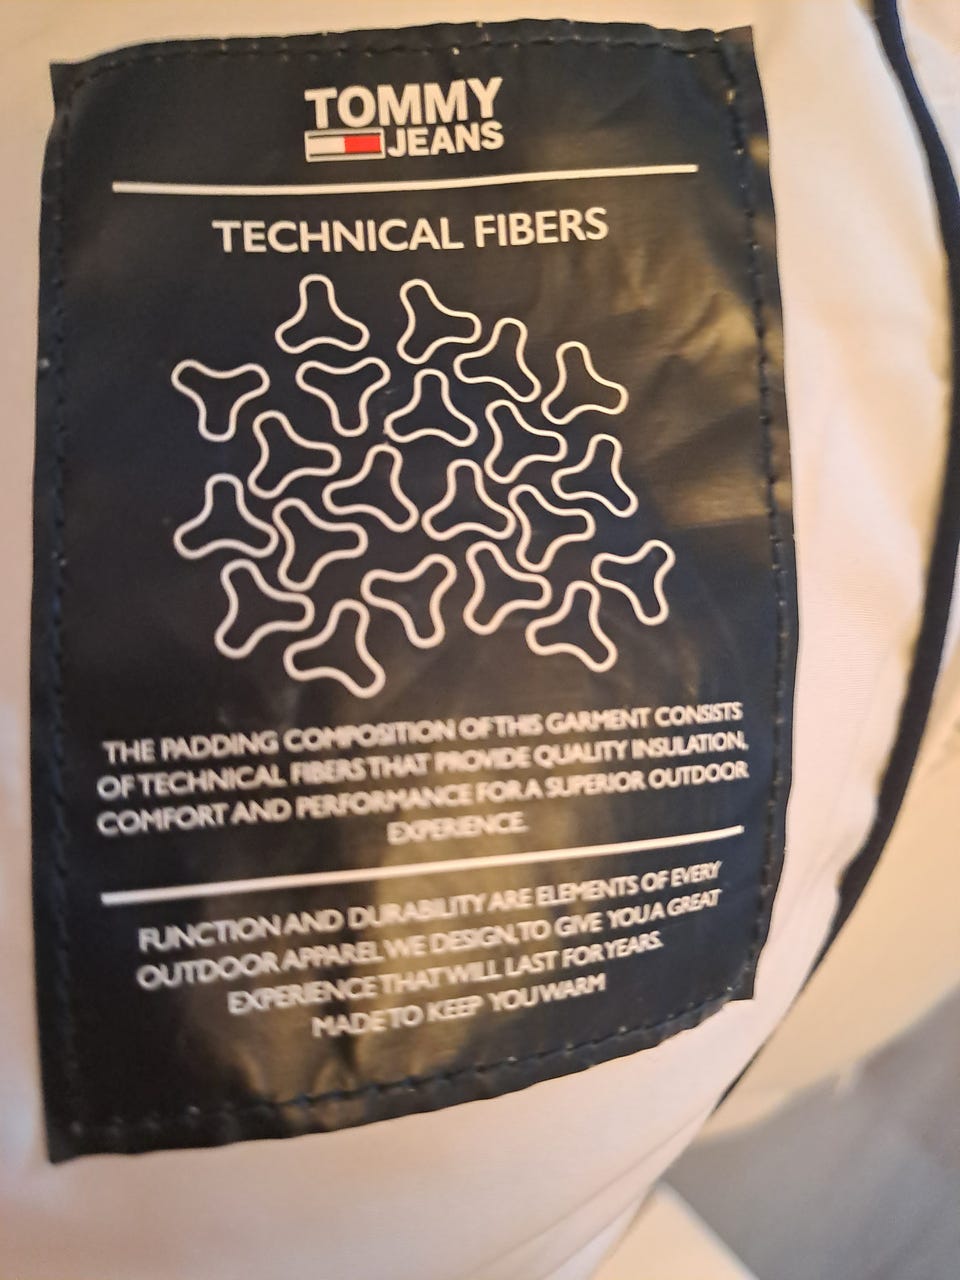 TOMMY
JEANS
TECHNICAL FIBERS
THE PADDING COMPOSITION OF THIS GARMENT CONSISTS
OF TECHNICAL FIBERS THAT PROVIDE QUALITY INSULATION,
COMFORT AND PERFORMANCE FOR A SUPERIOR OUTDOOR
EXPERIENCE.
FUNCTION AND DURABILITY ARE ELEMENTS OF EVERY
OUTDOOR APPAREL WE DESIGN, TO GIVE YOU A GREAT
EXPERIENCE THAT WILL LAST FOR YEARS.
MADE TO KEEP YOU WARM